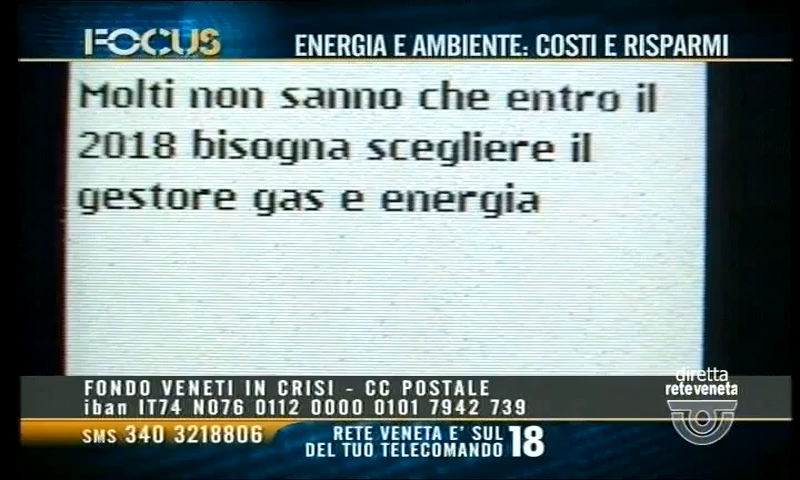 FOCUS
ENERGIA E AMBIENTE: COSTI E RISPARMI
Molti non sanno che entro il
2018 bisogna scegliere il
gestore gas e energia
FONDO VENETI IN CRISI - CC POSTALE
iban IT74 N076 0112 0000 0101 7942 739
diretta
reteveneta
SMS 340 3218806
RETE VENETA E' SUL
DEL TUO TELECOMANDO 18